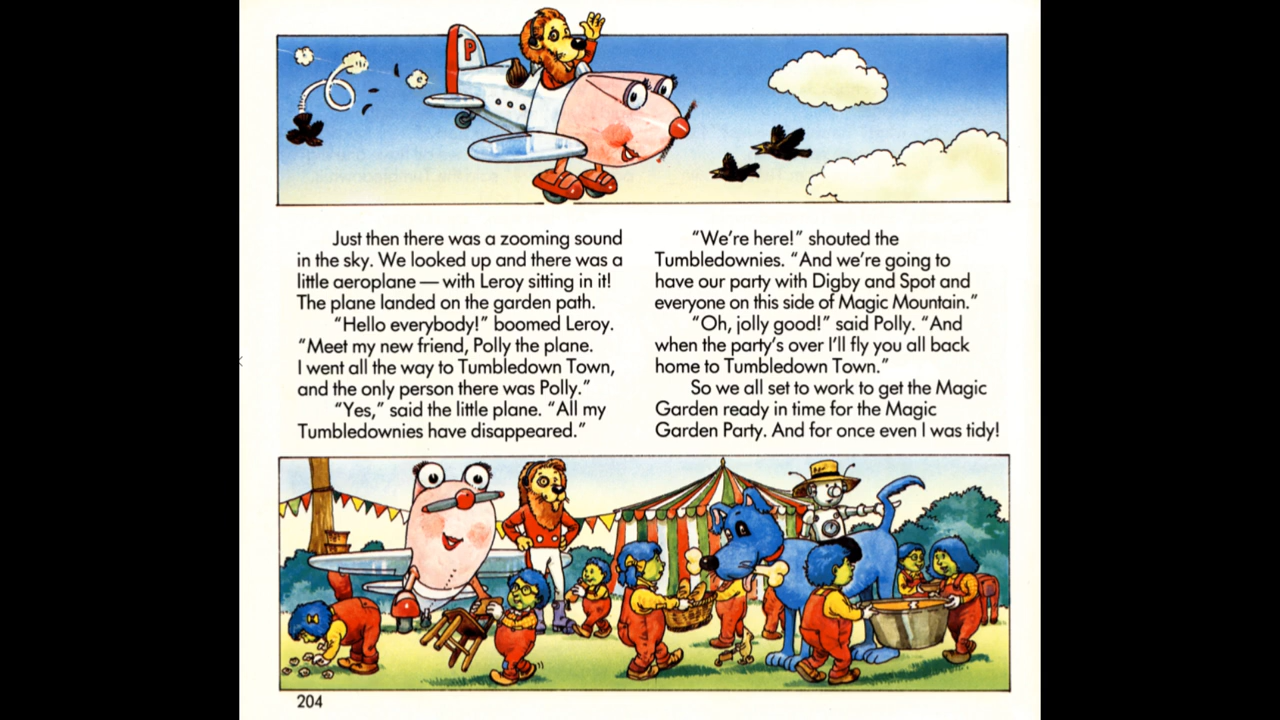 P
Just then there was a zooming sound
in the sky. We looked up and there was a
little aeroplane — with Leroy sitting in it!
The plane landed on the garden path.
“Hello everybody!” boomed Leroy.
“Meet my new friend, Polly the plane.
I went all the way to Tumbledown Town,
and the only person there was Polly.”
“Yes,” said the little plane. “All my
Tumbledownies have disappeared.”
“We’re here!” shouted the
Tumbledownies. “And we’re going to
have our party with Digby and Spot and
everyone on this side of Magic Mountain.”
“Oh, jolly good!” said Polly. “And
when the party’s over I’ll fly you all back
home to Tumbledown Town.”
So we all set to work to get the Magic
Garden ready in time for the Magic
Garden Party. And for once even I was tidy!
204